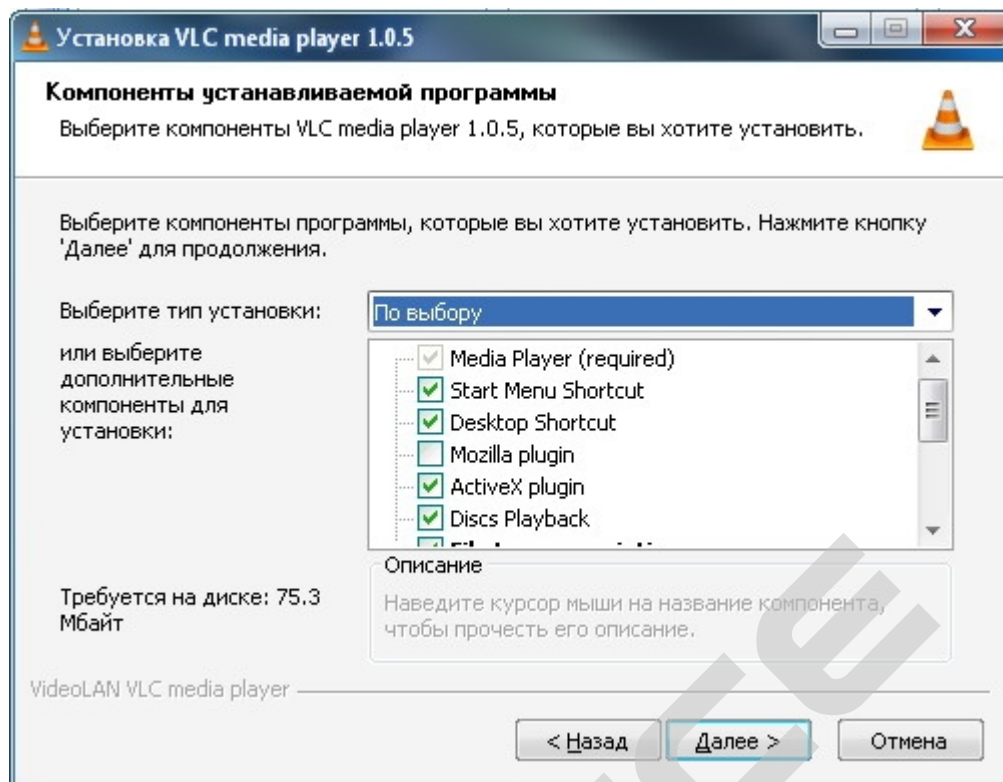 Установка VLC media player 1.0.5
Компоненты устанавливаемой программы
Выберите компоненты VLC media player 1.0.5, которые вы хотите установить.
Выберите компоненты программы, которые вы хотите установить. Нажмите кнопку
'Далее' для продолжения.
Выберите тип установки:
По выбору
или выберите
дополнительные
компоненты для
установки:
Media Player (required)
Start Menu Shortcut
Desktop Shortcut
Mozilla plugin
ActiveX plugin
Discs Playback
Требуется на диске: 75.3
Мбайт
Описание
Наведите курсор мыши на название компонента,
чтобы прочесть его описание.
VideoLAN VLC media player
< Назад
Далее >
Отмена